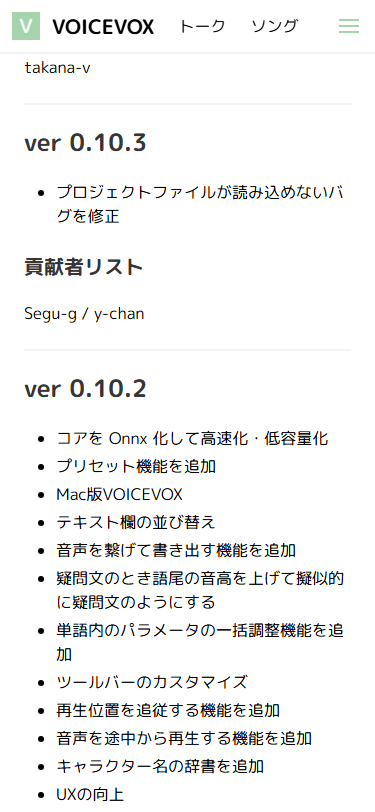 V VOICEVOX トーク ソング
takana-v
ver 0.10.3
プロジェクトファイルが読み込めないバ
グを修正
貢献者リスト
Segu-g / y-chan
ver 0.10.2
コアを Onnx 化して高速化・低容量化
プリセット機能を追加
Mac版VOICEVOX
テキスト欄の並び替え
音声を繋げて書き出す機能を追加
疑問文のとき語尾の音高を上げて擬似的
に疑問文のようにする
単語内のパラメータの一括調整機能を追
加
ツールバーのカスタマイズ
再生位置を追従する機能を追加
音声を途中から再生する機能を追加
キャラクター名の辞書を追加
UXの向上